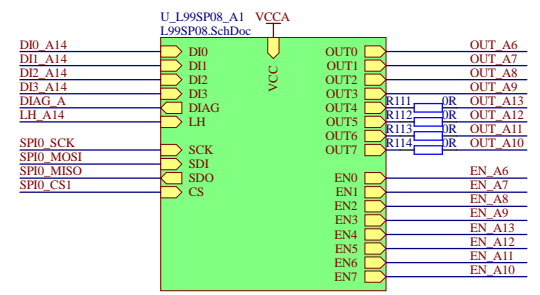 U_L99SP08_A1 VCCA
L99SP08.SchDoc
DI0_A14 DI0 OUT0 OUT_A6
DI1_A14 DI1 OUT1 OUT_A7
DI2_A14 DI2 OUT2 OUT_A8
DI3_A14 DI3 VCC OUT3 OUT_A9
DIAG_A DIAG OUT4 R111 0R OUT_A13
LH_A14 LH OUT5 R112 0R OUT_A12
OUT6 R113 0R OUT_A11
SPI0_SCK SCK OUT7 R114 0R OUT_A10
SPI0_MOSI SDI
SPI0_MISO SDO EN0 EN_A6
SPI0_CS1 CS EN1 EN_A7
EN2 EN_A8
EN3 EN_A9
EN4 EN_A13
EN5 EN_A12
EN6 EN_A11
EN7 EN_A10